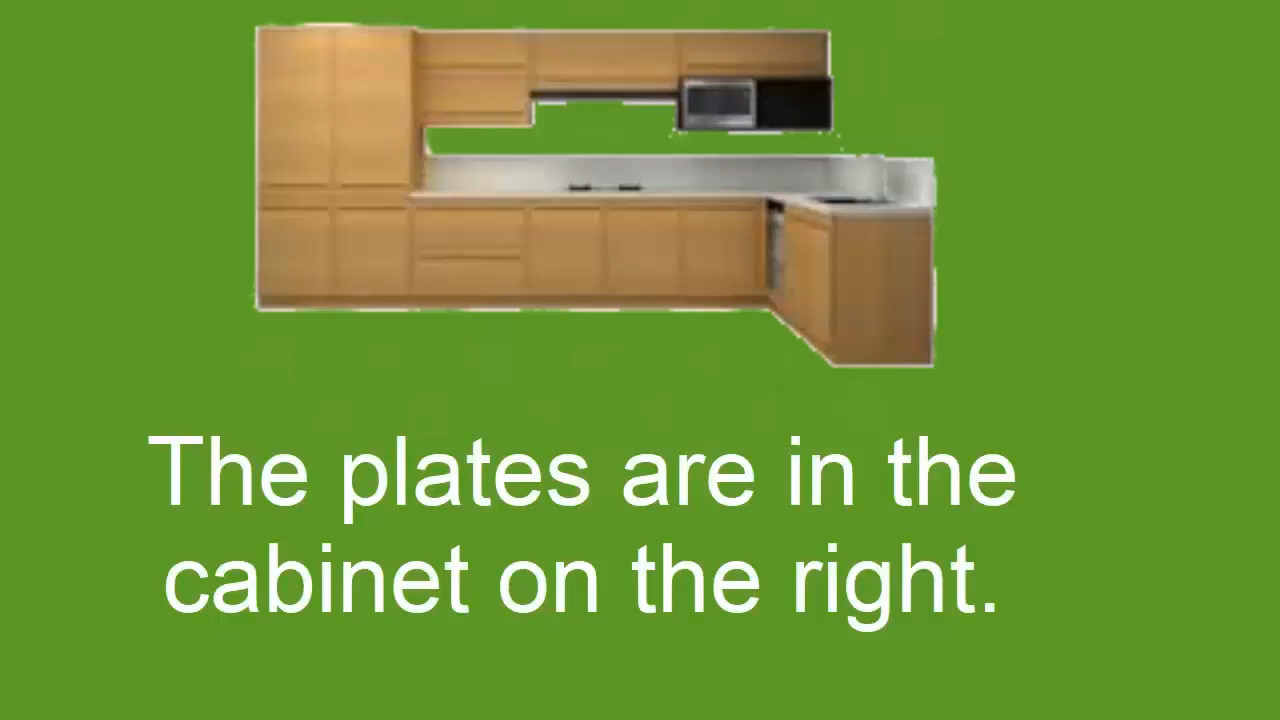 The plates are in the
cabinet on the right.